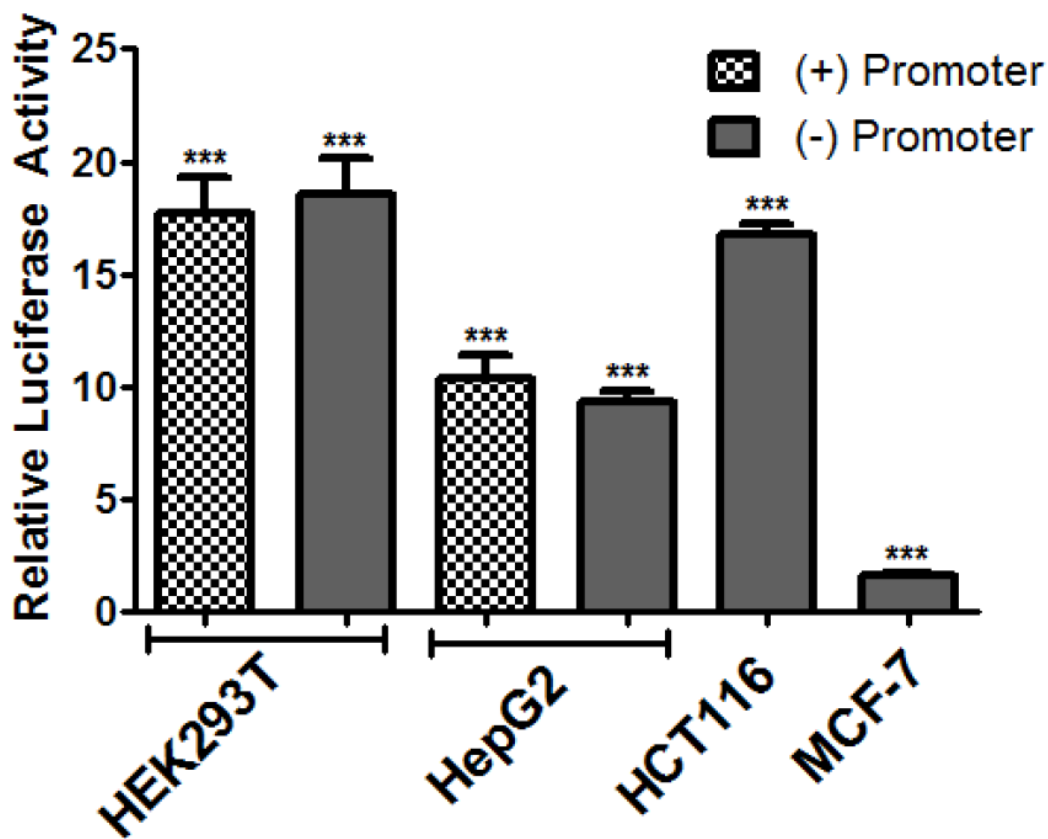 Relative Luciferase Activity
25
20
15
10
5
0
(+) Promoter
(-) Promoter
***
***
***
***
***
***
HEK293T
HepG2
HCT116
MCF-7